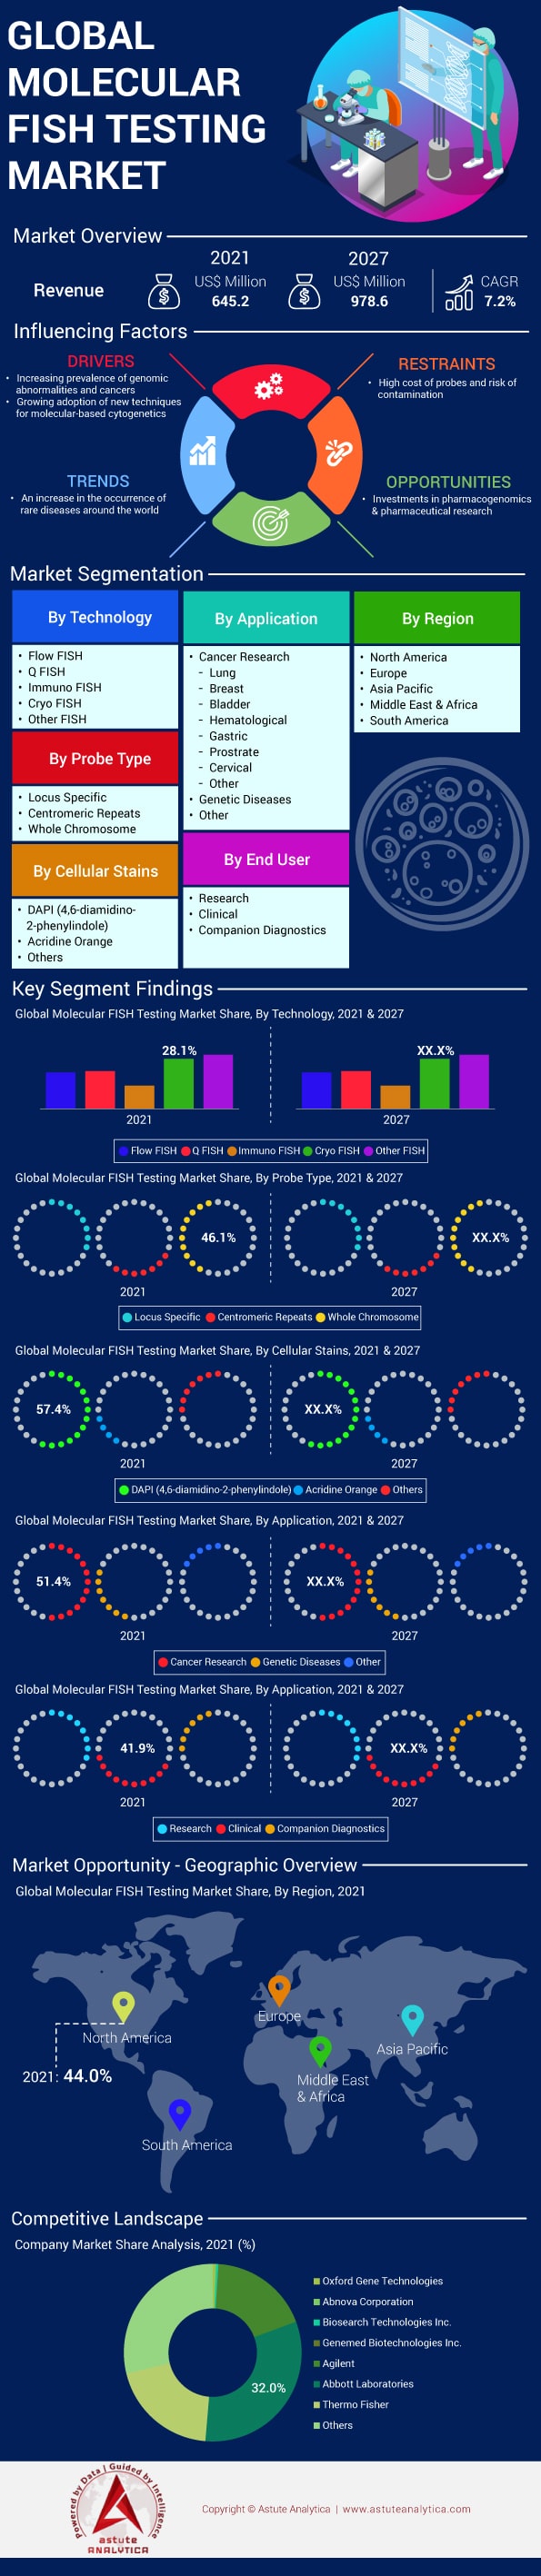 GLOBAL
MOLECULAR
FISH TESTING
MARKET
Market Overview
Revenue
2021
US$ Million
645.2
2027
US$ Million
978.6
CAGR
7.2%
Influencing Factors
DRIVERS
• Increasing prevalence of genomic
abnormalities and cancers
• Growing adoption of new techniques
for molecular-based cytogenetics
RESTRAINTS
• High cost of probes and risk of
contamination
TRENDS
• An increase in the occurrence of
rare diseases around the world
OPPORTUNITIES
• Investments in pharmacogenomics
& pharmaceutical research
Market Segmentation
By Technology
• Flow FISH
• Q FISH
• Immuno FISH
• Cryo FISH
• Other FISH
By Probe Type
• Locus Specific
• Centromeric Repeats
• Whole Chromosome
By Cellular Stains
• DAPI (4,6-diamidino-
2-phenylindole)
• Acridine Orange
• Others
By Application
• Cancer Research
- Lung
- Breast
- Bladder
- Hematological
- Gastric
- Prostrate
- Cervical
- Other
• Genetic Diseases
• Other
By End User
• Research
• Clinical
• Companion Diagnostics
By Region
• North America
• Europe
• Asia Pacific
• Middle East & Africa
• South America
Key Segment Findings
Global Molecular FISH Testing Market Share, By Technology, 2021 & 2027
28.1%
XX.X%
2021
2027
Flow FISH Q FISH Immuno FISH Cryo FISH Other FISH
Global Molecular FISH Testing Market Share, By Probe Type, 2021 & 2027
46.1%
XX.X%
2021
2027
Locus Specific Centromeric Repeats Whole Chromosome
Global Molecular FISH Testing Market Share, By Cellular Stains, 2021 & 2027
57.4%
XX.X%
2021
2027
DAPI (4,6-diamidino-2-phenylindole) Acridine Orange Others
Global Molecular FISH Testing Market Share, By Application, 2021 & 2027
51.4%
XX.X%
2021
2027
Cancer Research Genetic Diseases Other
Global Molecular FISH Testing Market Share, By Application, 2021 & 2027
41.9%
XX.X%
2021
2027
Research Clinical Companion Diagnostics
Market Opportunity - Geographic Overview
Global Molecular FISH Testing Market Share, By Region, 2021
Europe
North America
Asia Pacific
2021: 44.0%
Middle East
& Africa
South America
Competitive Landscape
Company Market Share Analysis, 2021 (%)
32.0%
Oxford Gene Technologies
Abnova Corporation
Biosearch Technologies Inc.
Genemed Biotechnologies Inc.
Agilent
Abbott Laboratories
Thermo Fisher
Others
Powered by Data | Guided by Intelligence
astute
ANALYTICA
Copyright © Astute Analytica | www.astuteanalytica.com